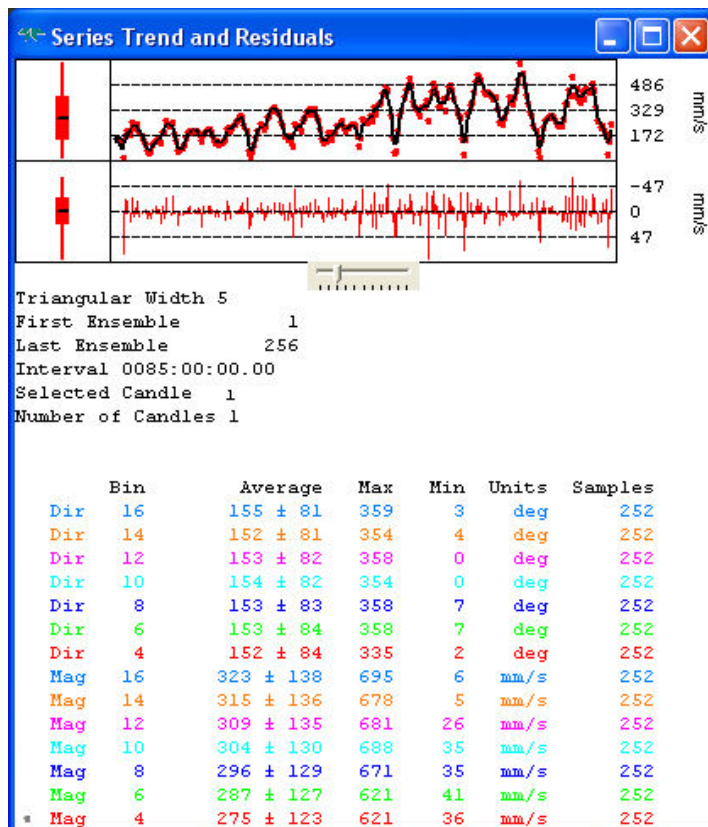 Series Trend and Residuals
486
329
172
mm/s
-47
0
47
mm/s
Triangular Width 5
First Ensemble 1
Last Ensemble 256
Interval 0085:00:00.00
Selected Candle 1
Number of Candles 1
Bin Average Max Min Units Samples
Dir 16 155 ± 81 359 3 deg 252
Dir 14 152 ± 81 354 4 deg 252
Dir 12 153 ± 82 358 0 deg 252
Dir 10 154 ± 82 354 0 deg 252
Dir 8 153 ± 83 358 7 deg 252
Dir 6 153 ± 84 358 7 deg 252
Dir 4 152 ± 84 335 2 deg 252
Mag 16 323 ± 138 695 6 mm/s 252
Mag 14 315 ± 136 678 5 mm/s 252
Mag 12 309 ± 135 681 26 mm/s 252
Mag 10 304 ± 130 688 35 mm/s 252
Mag 8 296 ± 129 671 35 mm/s 252
Mag 6 287 ± 127 621 41 mm/s 252
Mag 4 275 ± 123 621 36 mm/s 252